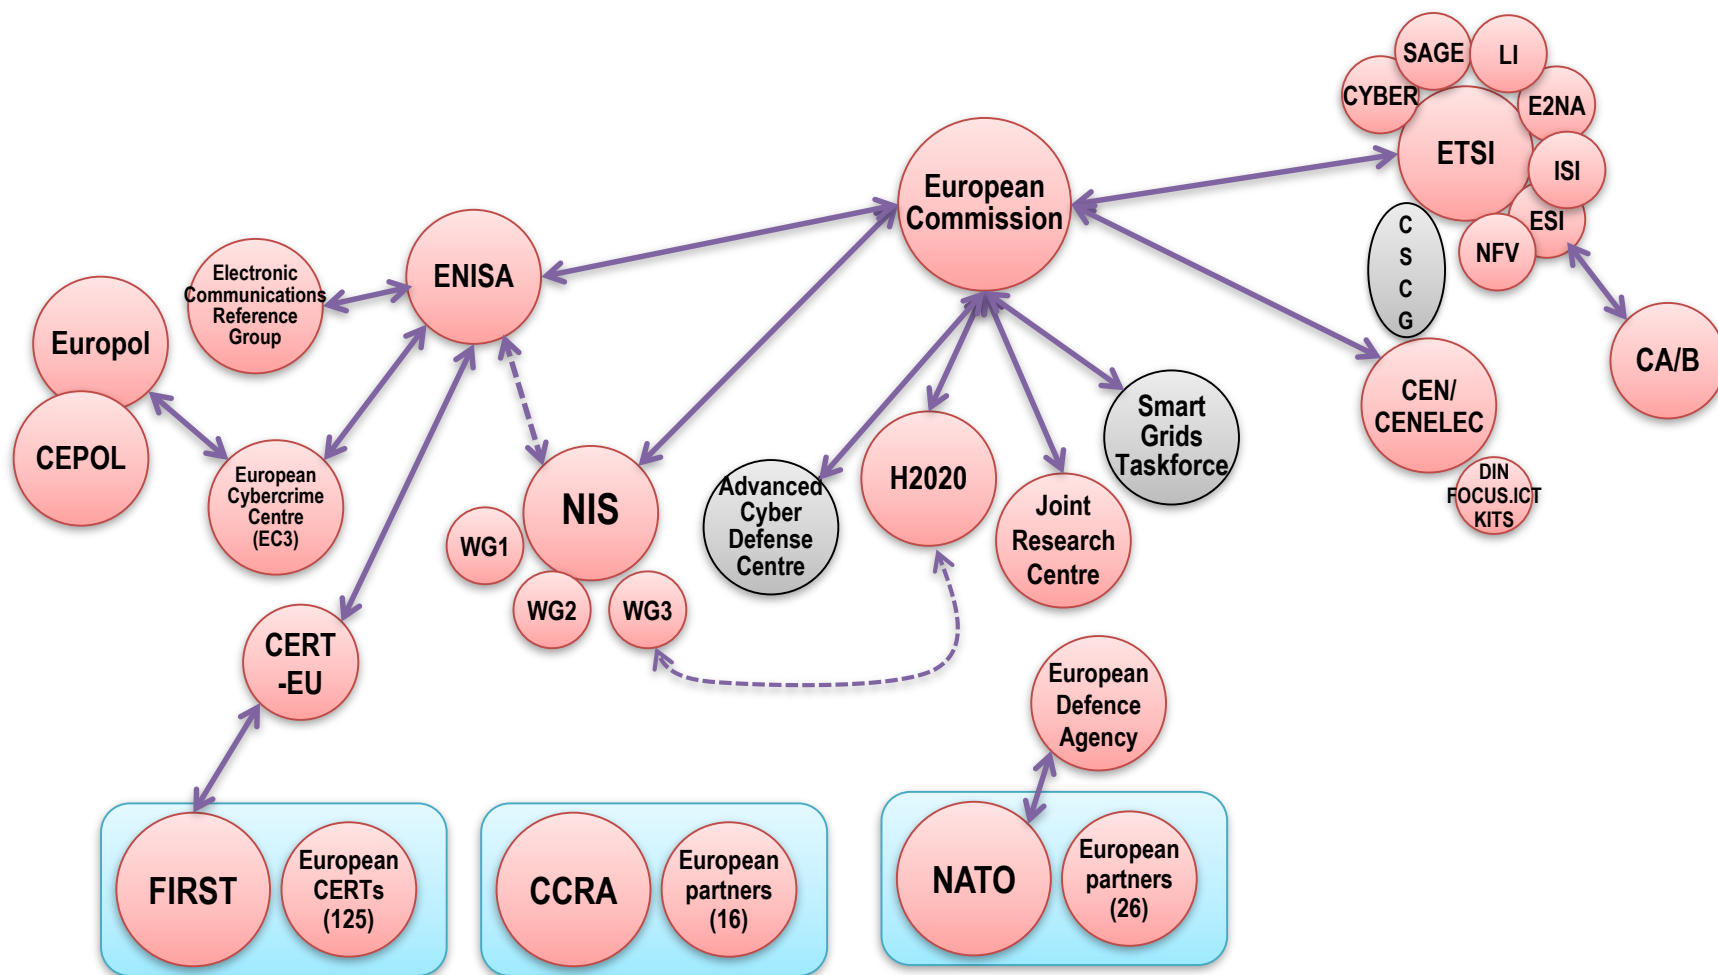 SAGE
LI
CYBER
E2NA
ETSI
ISI
ESI
NFV
C
S
C
G
European
Commission
ENISA
Electronic
Communications
Reference
Group
Europol
CEPOL
European
Cybercrime
Centre
(EC3)
NIS
WG1
WG2
WG3
Advanced
Cyber
Defense
Centre
H2020
Joint
Research
Centre
Smart
Grids
Taskforce
CEN/
CENELEC
CA/B
DIN
FOCUS.ICT
KITS
CERT
-EU
European
Defence
Agency
FIRST
European
CERTs
(125)
CCRA
European
partners
(16)
NATO
European
partners
(26)